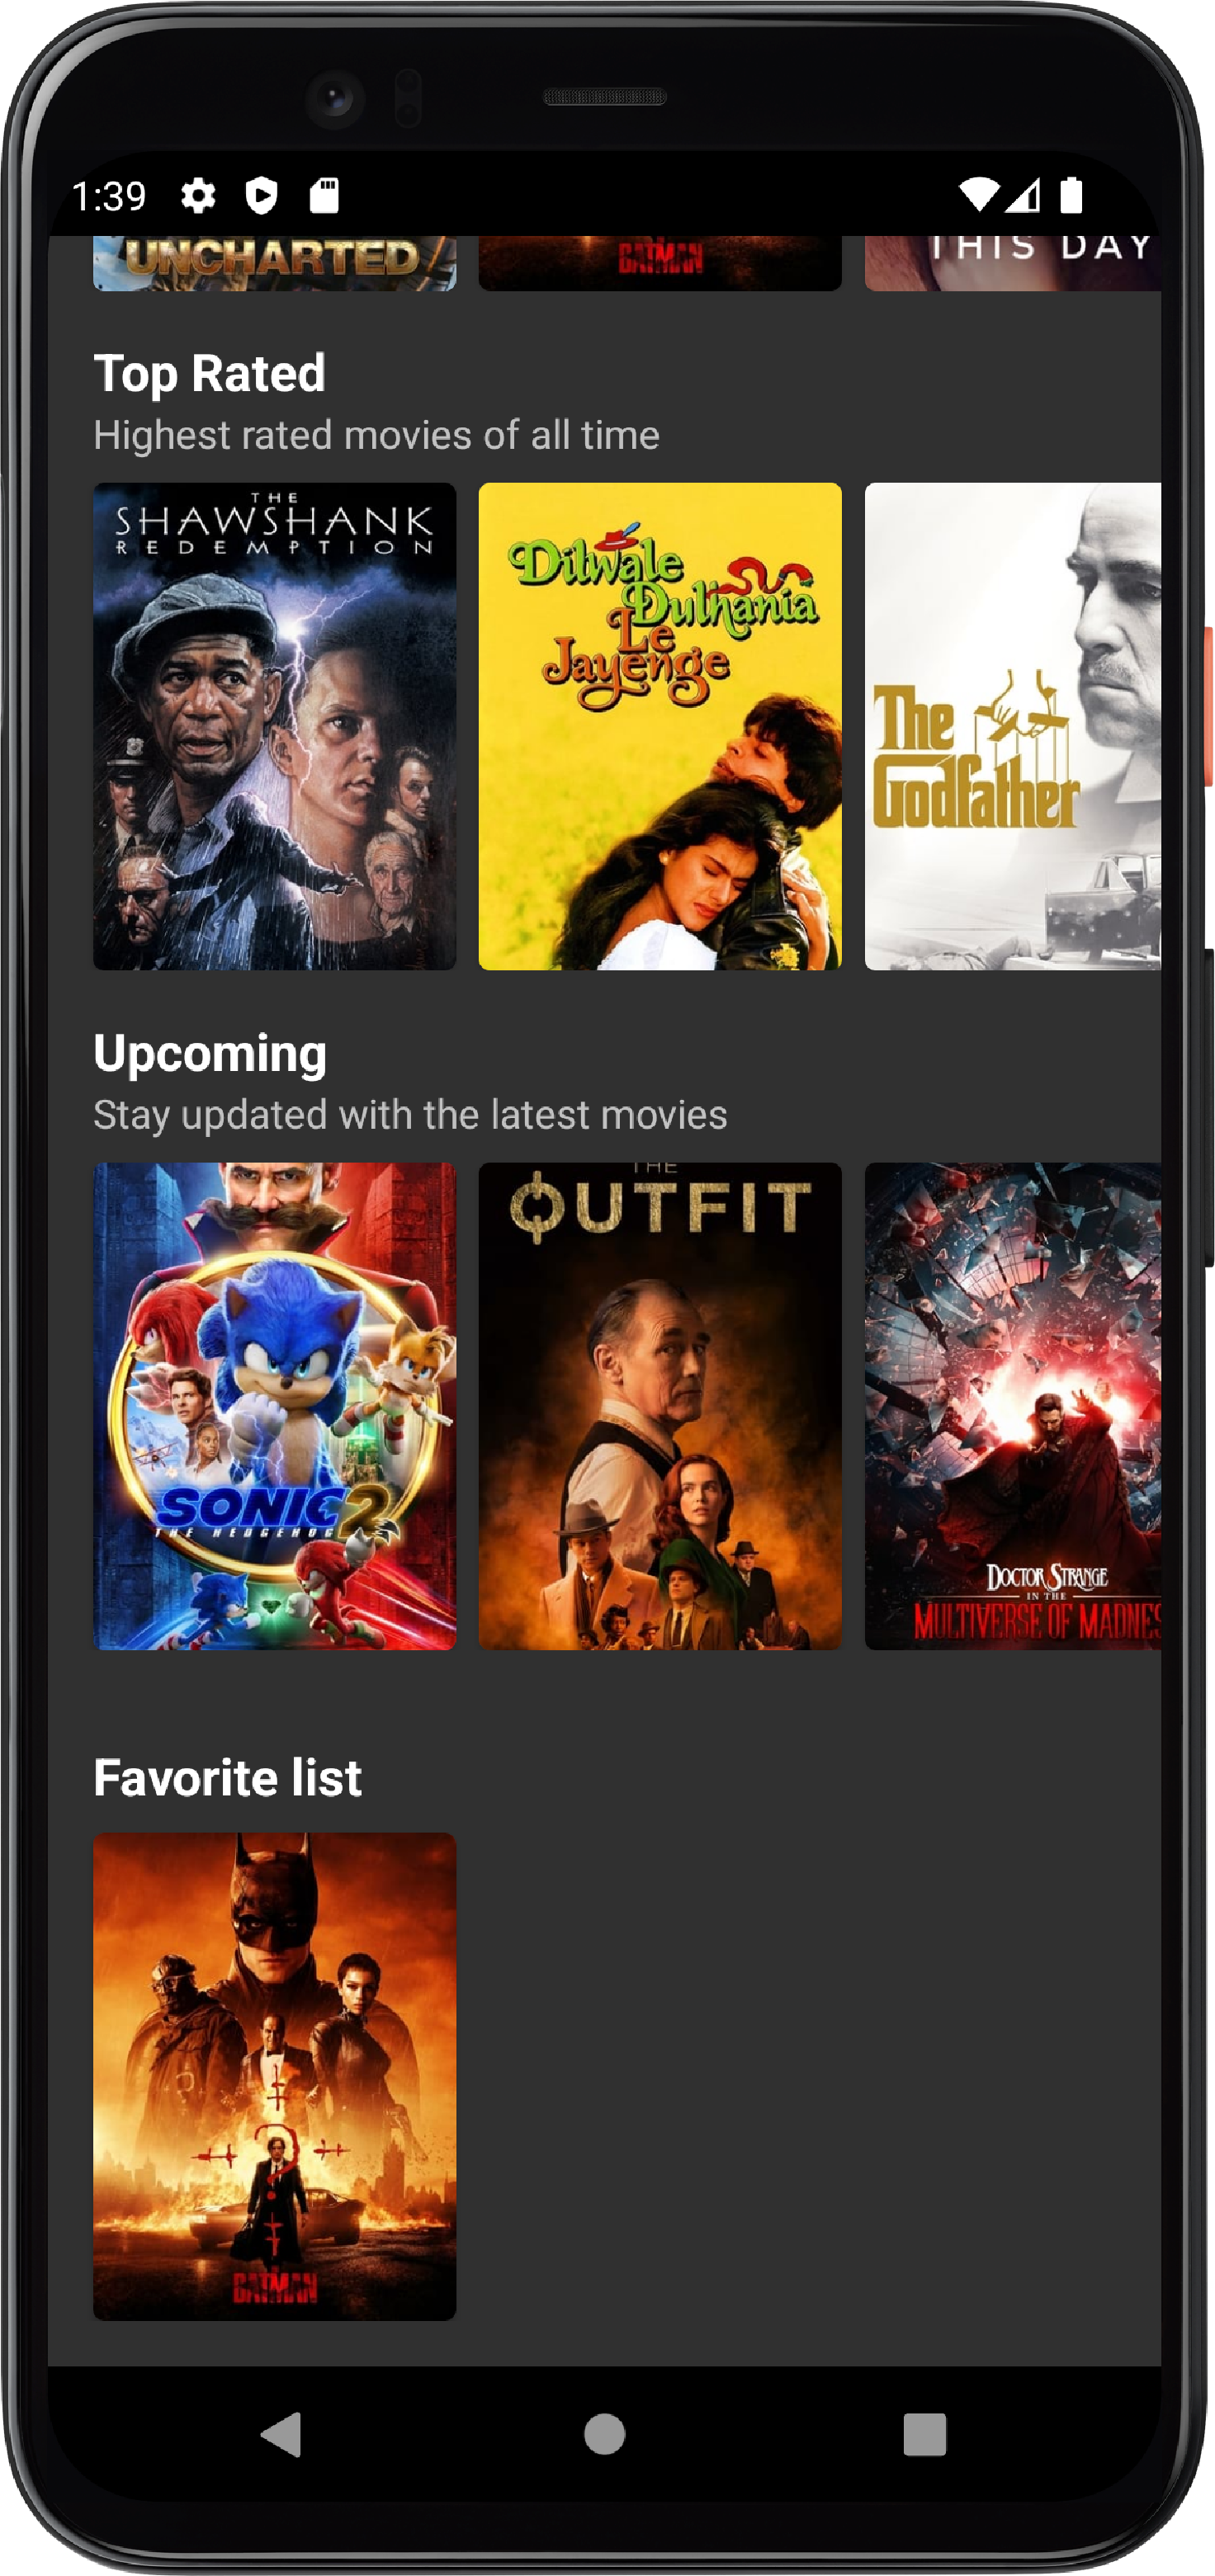 1:39
UNCHARTED
BATMAN
THIS DAY
Top Rated
Highest rated movies of all time
THE
SHAWSHANK
REDEMPTION
Dilwale
Dulhania
Le
Jayenge
The
Godfather
Upcoming
Stay updated with the latest movies
SONIC 2
THE HEDGEHOG
THE
OUTFIT
DOCTOR STRANGE
IN THE
MULTIVERSE OF MADNES
Favorite list
BATMAN